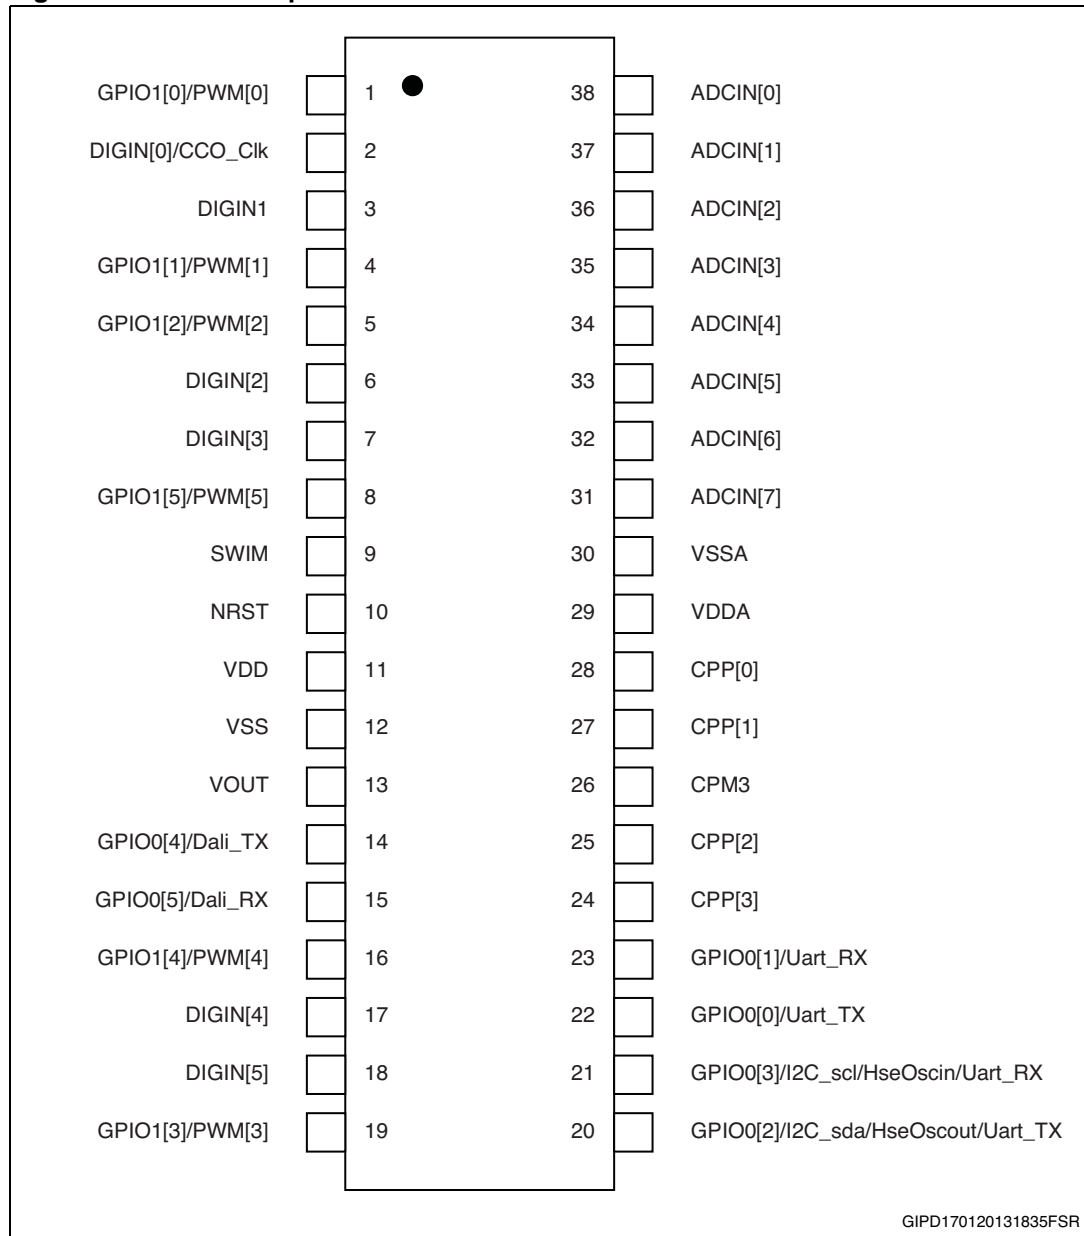 GPIO1[0]/PWM[0] 1 38 ADCIN[0]
DIGIN[0]/CCO_Clk 2 37 ADCIN[1]
DIGIN1 3 36 ADCIN[2]
GPIO1[1]/PWM[1] 4 35 ADCIN[3]
GPIO1[2]/PWM[2] 5 34 ADCIN[4]
DIGIN[2] 6 33 ADCIN[5]
DIGIN[3] 7 32 ADCIN[6]
GPIO1[5]/PWM[5] 8 31 ADCIN[7]
SWIM 9 30 VSSA
NRST 10 29 VDDA
VDD 11 28 CPP[0]
VSS 12 27 CPP[1]
VOUT 13 26 CPM3
GPIO0[4]/Dali_TX 14 25 CPP[2]
GPIO0[5]/Dali_RX 15 24 CPP[3]
GPIO1[4]/PWM[4] 16 23 GPIO0[1]/Uart_RX
DIGIN[4] 17 22 GPIO0[0]/Uart_TX
DIGIN[5] 18 21 GPIO0[3]/I2C_scl/HseOscin/Uart_RX
GPIO1[3]/PWM[3] 19 20 GPIO0[2]/I2C_sda/HseOscout/Uart_TX
GIPD170120131835FSR